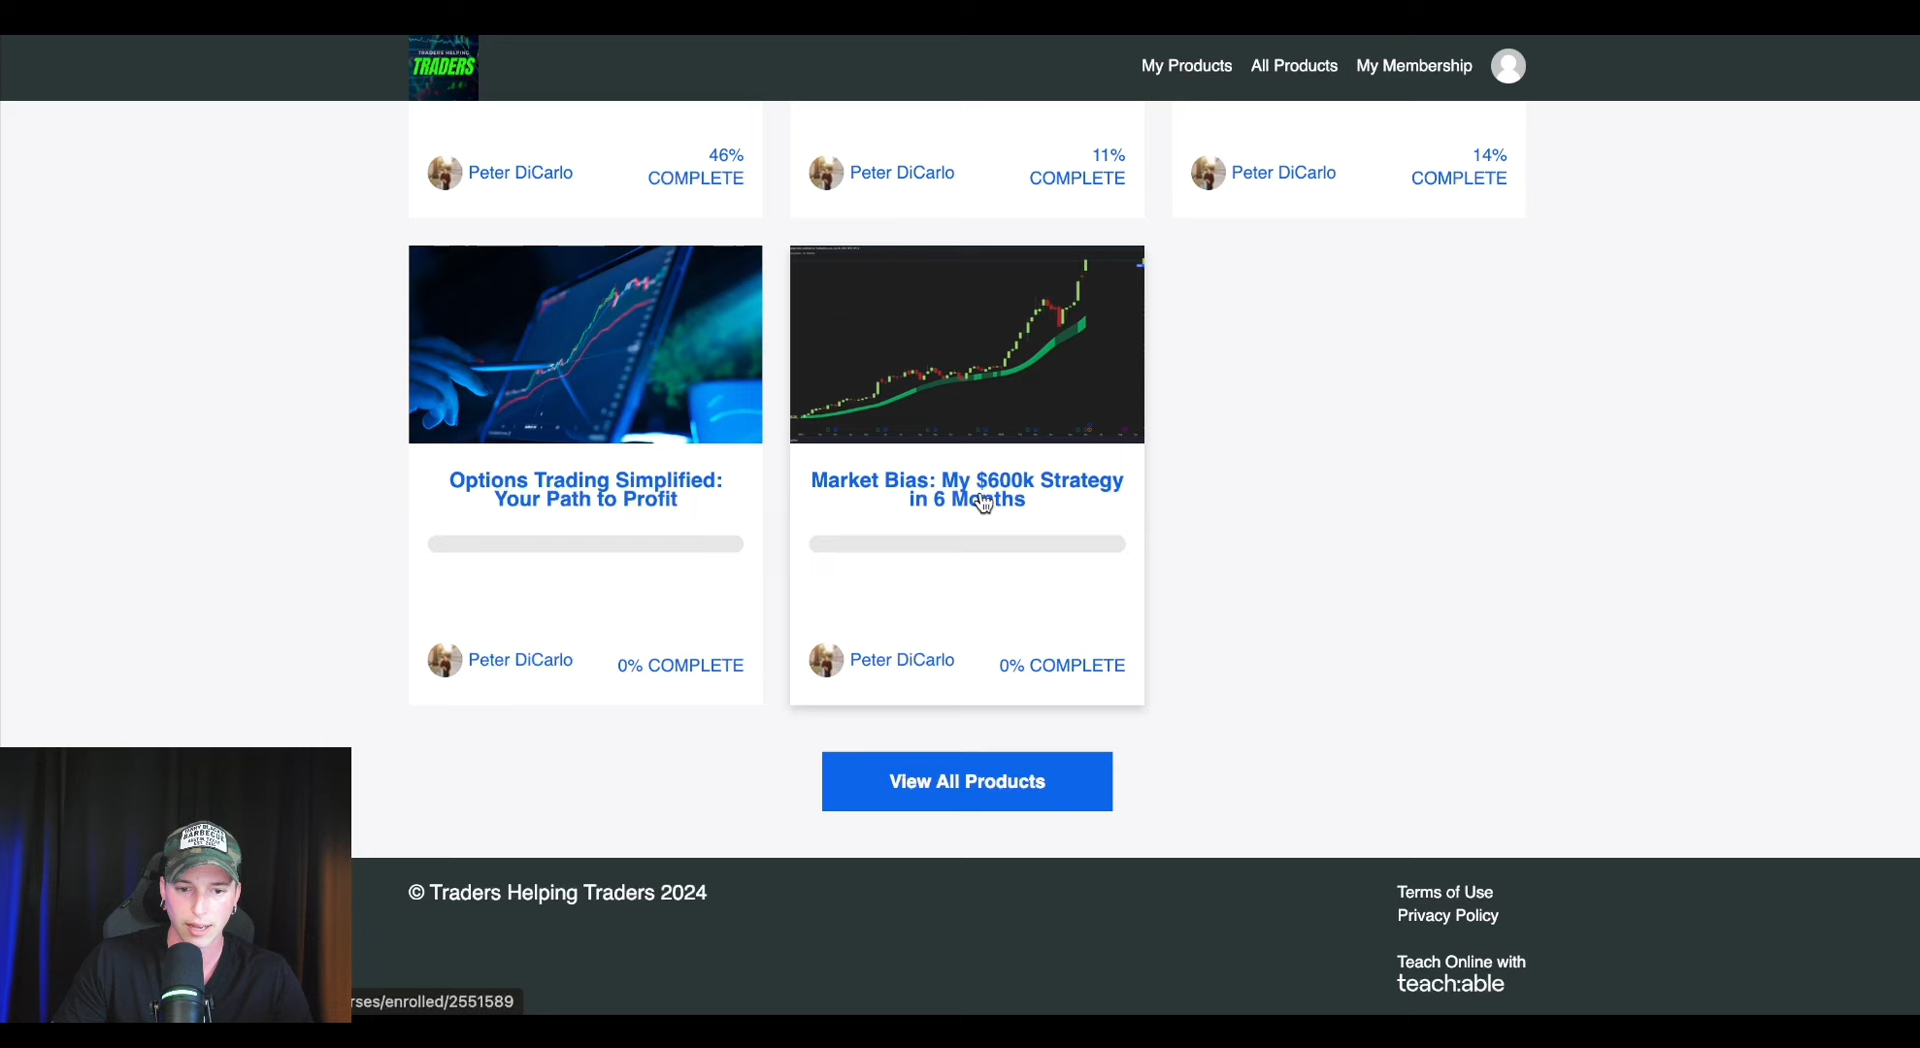 TRADERS HELPING
TRADERS
My Products
All Products
My Membership
Peter DiCarlo
46%
COMPLETE
Peter DiCarlo
11%
COMPLETE
Peter DiCarlo
14%
COMPLETE
Options Trading Simplified:
Your Path to Profit
Market Bias: My $600k Strategy
in 6 Months
Peter DiCarlo
0% COMPLETE
Peter DiCarlo
0% COMPLETE
View All Products
BARBECUE
© Traders Helping Traders 2024
Terms of Use
Privacy Policy
Teach Online with
teach:able
rses/enrolled/2551589